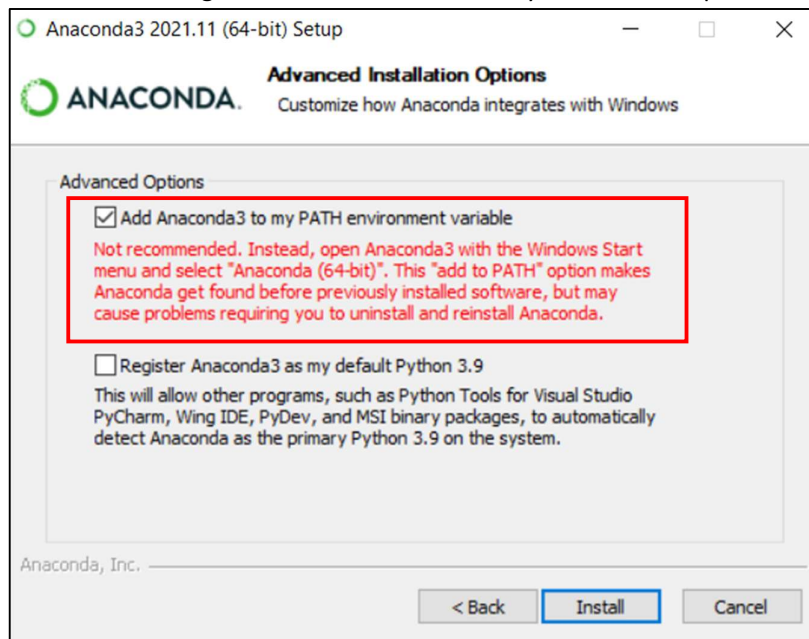 Anaconda3 2021.11 (64-bit) Setup
ANACONDA.
Advanced Installation Options
Customize how Anaconda integrates with Windows
Advanced Options
Add Anaconda3 to my PATH environment variable
Not recommended. Instead, open Anaconda3 with the Windows Start
menu and select "Anaconda (64-bit)". This "add to PATH" option makes
Anaconda get found before previously installed software, but may
cause problems requiring you to uninstall and reinstall Anaconda.
Register Anaconda3 as my default Python 3.9
This will allow other programs, such as Python Tools for Visual Studio
PyCharm, Wing IDE, PyDev, and MSI binary packages, to automatically
detect Anaconda as the primary Python 3.9 on the system.
Anaconda, Inc.
< Back
Install
Cancel